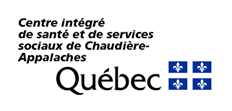 Centre intégré
de santé et de services
sociaux de Chaudière-
Appalaches
Québec